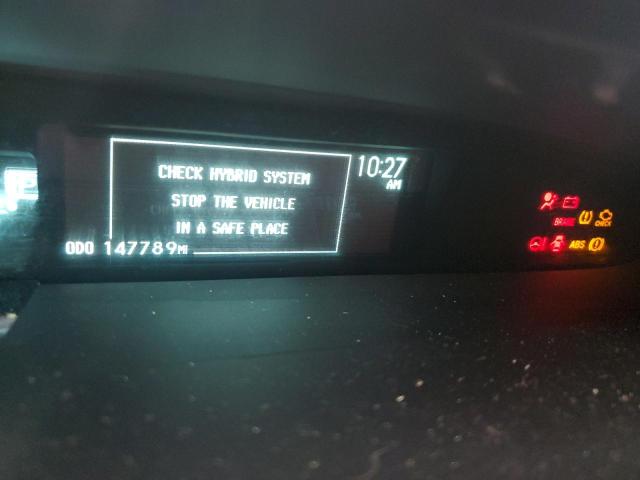 CHECK HYBRID SYSTEM
STOP THE VEHICLE
IN A SAFE PLACE
10:27
AM
ODO 147789MI
BRAKE
CHECK
ABS